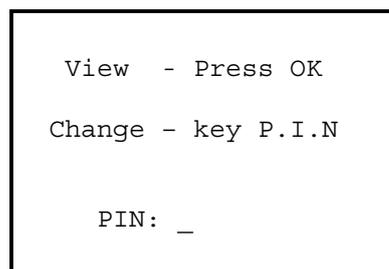 View - Press OK
Change – key P.I.N
PIN: _